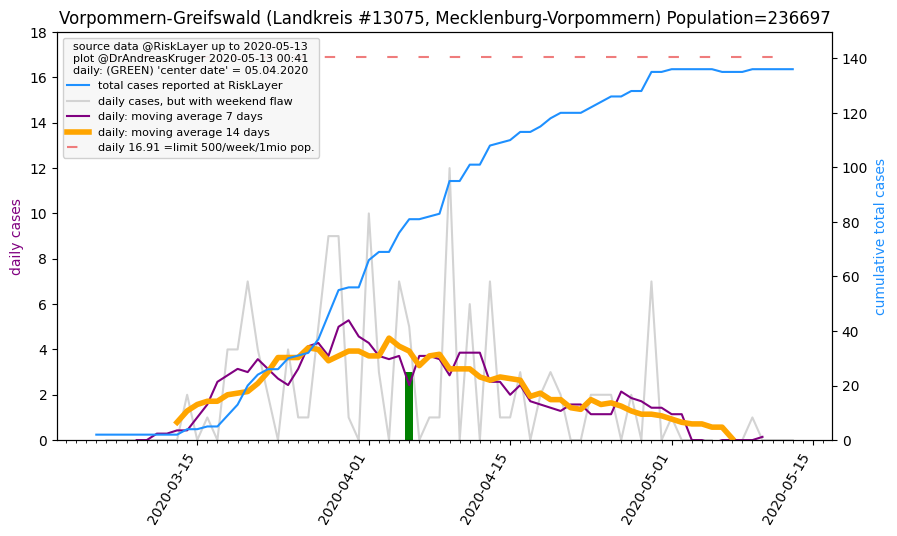 Vorpommern-Greifswald (Landkreis #13075, Mecklenburg-Vorpommern) Population=236697
source data @RiskLayer up to 2020-05-13
plot @DrAndreasKruger 2020-05-13 00:41
daily: (GREEN) 'center date' = 05.04.2020
total cases reported at RiskLayer
daily cases, but with weekend flaw
daily: moving average 7 days
daily: moving average 14 days
daily 16.91 =limit 500/week/1mio pop.
daily cases
18
16
14
12
10
8
6
4
2
0
cumulative total cases
140
120
100
80
60
40
20
0
2020-03-15
2020-04-01
2020-04-15
2020-05-01
2020-05-15